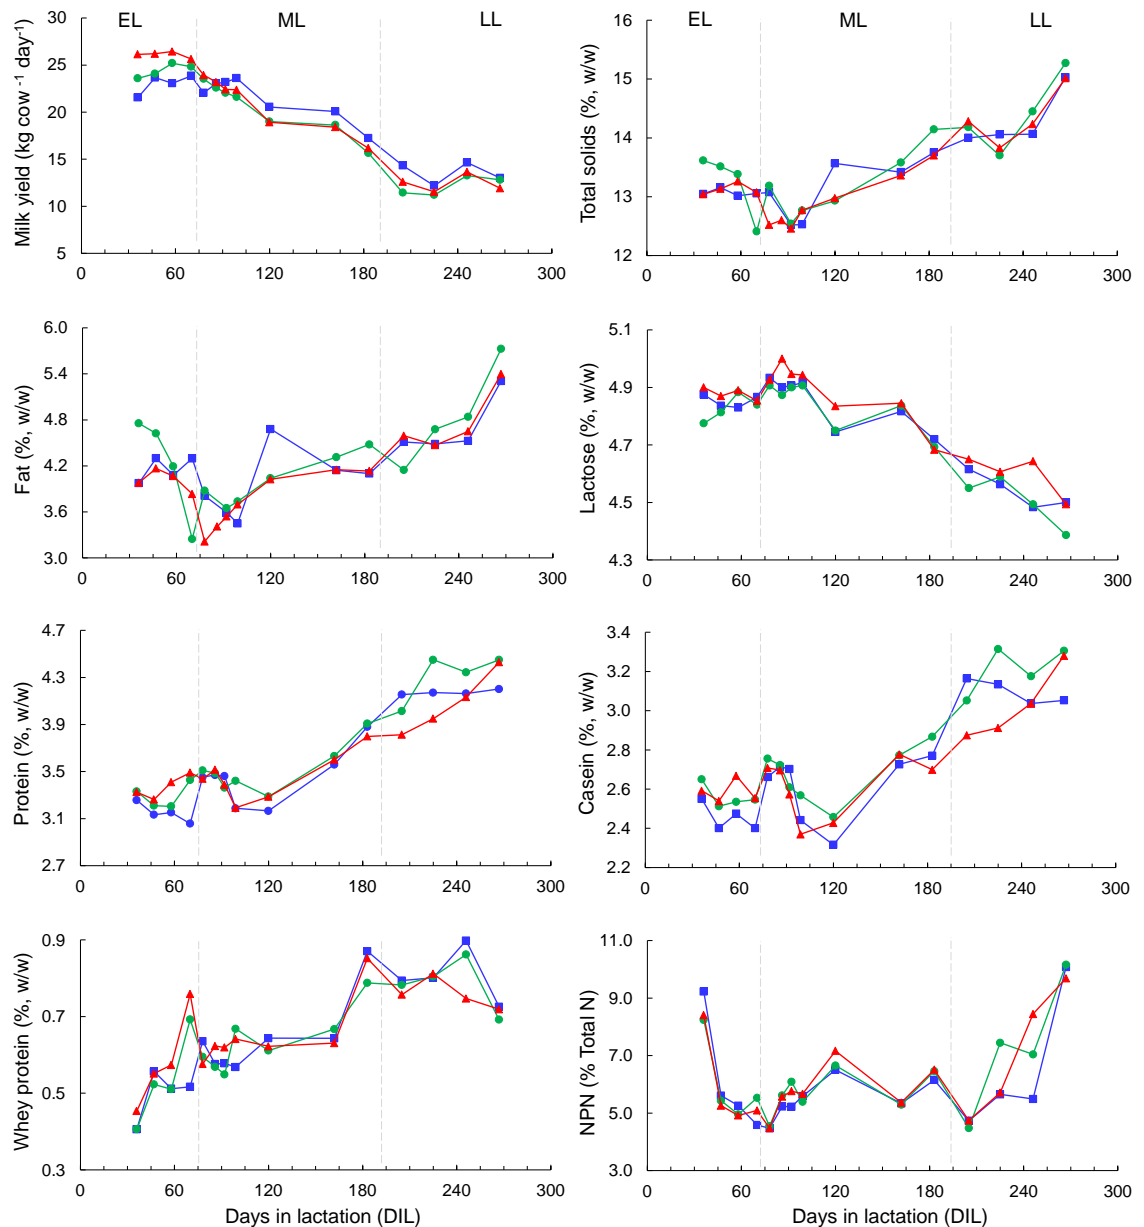 EL ML LL
Milk yield (kg cow -1 day-1)
30
25
20
15
10
5
0 60 120 180 240 300
EL ML LL
Total solids (%, w/w)
16
15
14
13
12
0 60 120 180 240 300
Fat (%, w/w)
6.0
5.4
4.8
4.2
3.6
3.0
0 60 120 180 240 300
Lactose (%, w/w)
5.1
4.9
4.7
4.5
4.3
0 60 120 180 240 300
Protein (%, w/w)
4.7
4.3
3.9
3.5
3.1
2.7
0 60 120 180 240 300
Casein (%, w/w)
3.4
3.2
3.0
2.8
2.6
2.4
2.2
0 60 120 180 240 300
Whey protein (%, w/w)
0.9
0.7
0.5
0.3
0 60 120 180 240 300
Days in lactation (DIL)
NPN (% Total N)
11.0
9.0
7.0
5.0
3.0
0 60 120 180 240 300
Days in lactation (DIL)